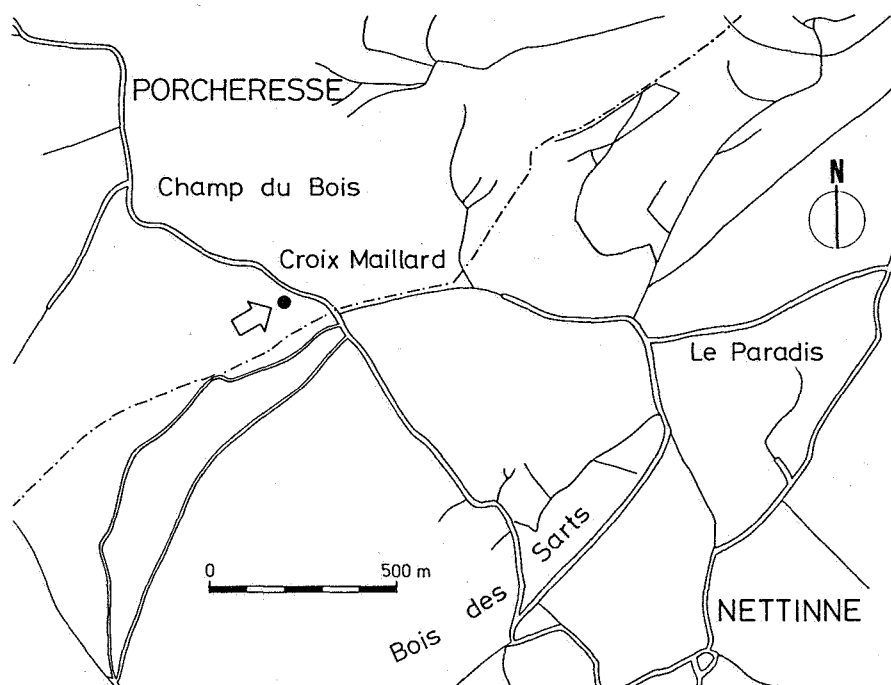 PORCHERESSE
N
Champ du Bois
Croix Maillard
Le Paradis
Bois des Sarts
0 500 m
NETTINNE